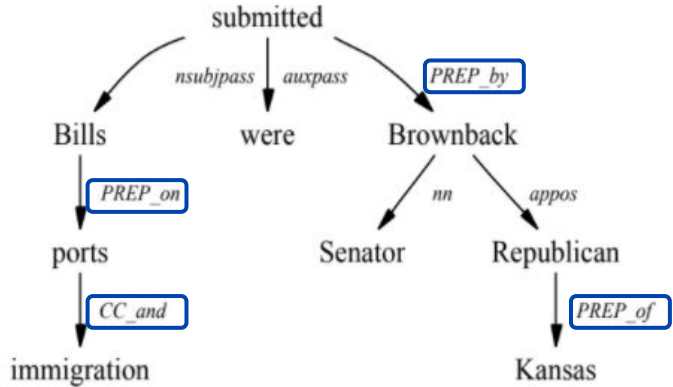 submitted
nsubjpass auxpass PREP_by
Bills were Brownback
PREP_on nn appos
ports Senator Republican
CC_and PREP_of
immigration Kansas